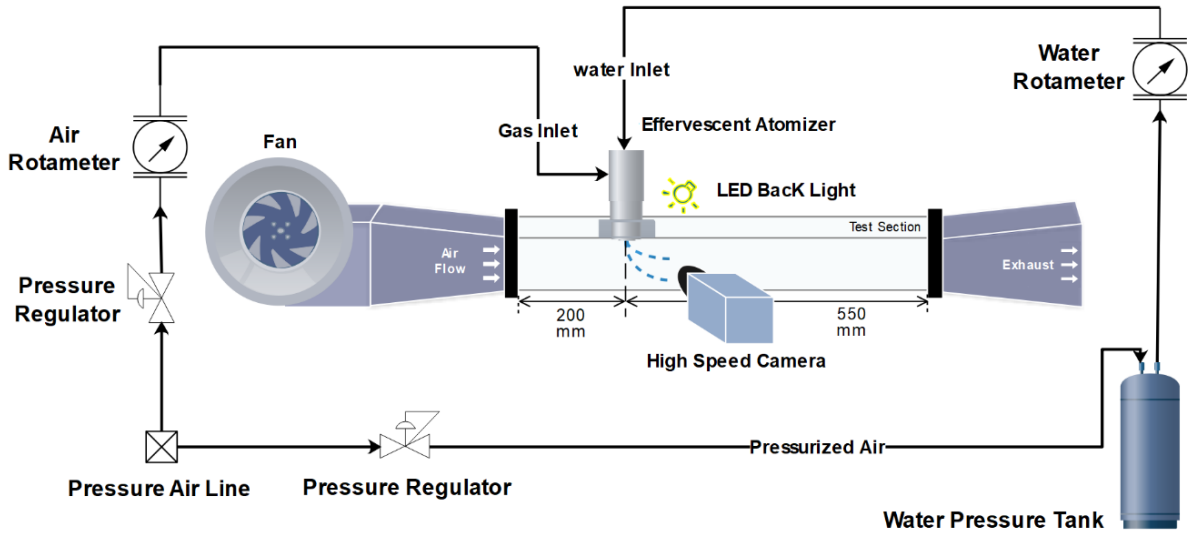 water Inlet
Water
Rotameter
Air
Rotameter
Fan
Gas Inlet
Effervescent Atomizer
LED BacK Light
Test Section
Air
Flow
Exhaust
Pressure
Regulator
200
mm
550
mm
High Speed Camera
Pressurized Air
Pressure Air Line
Pressure Regulator
Water Pressure Tank